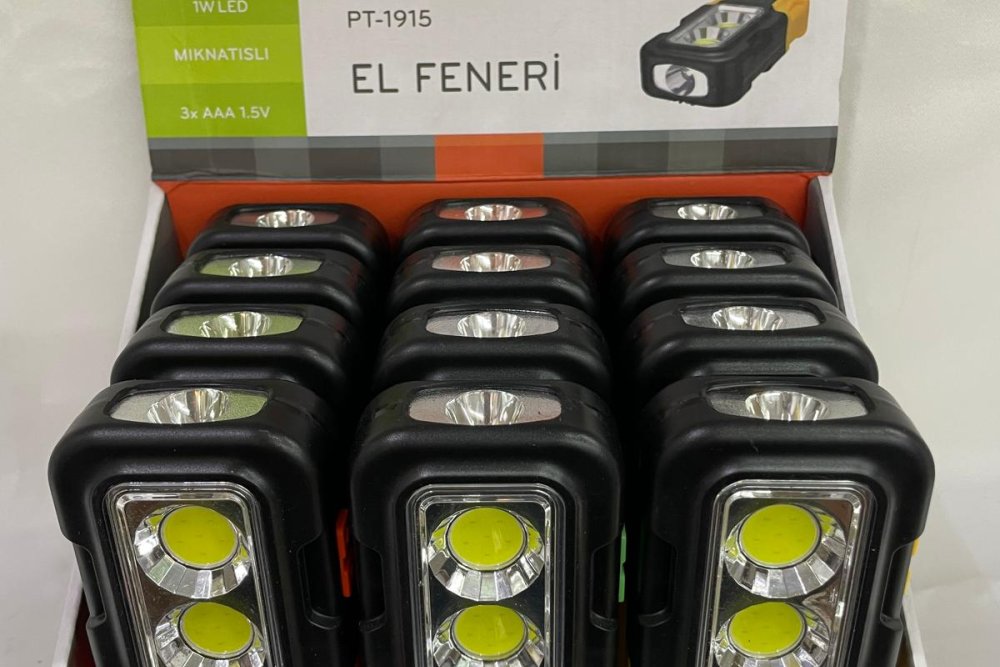 1W LED
PT-1915
MIKNATISLI
EL FENERİ
3x AAA 1.5V